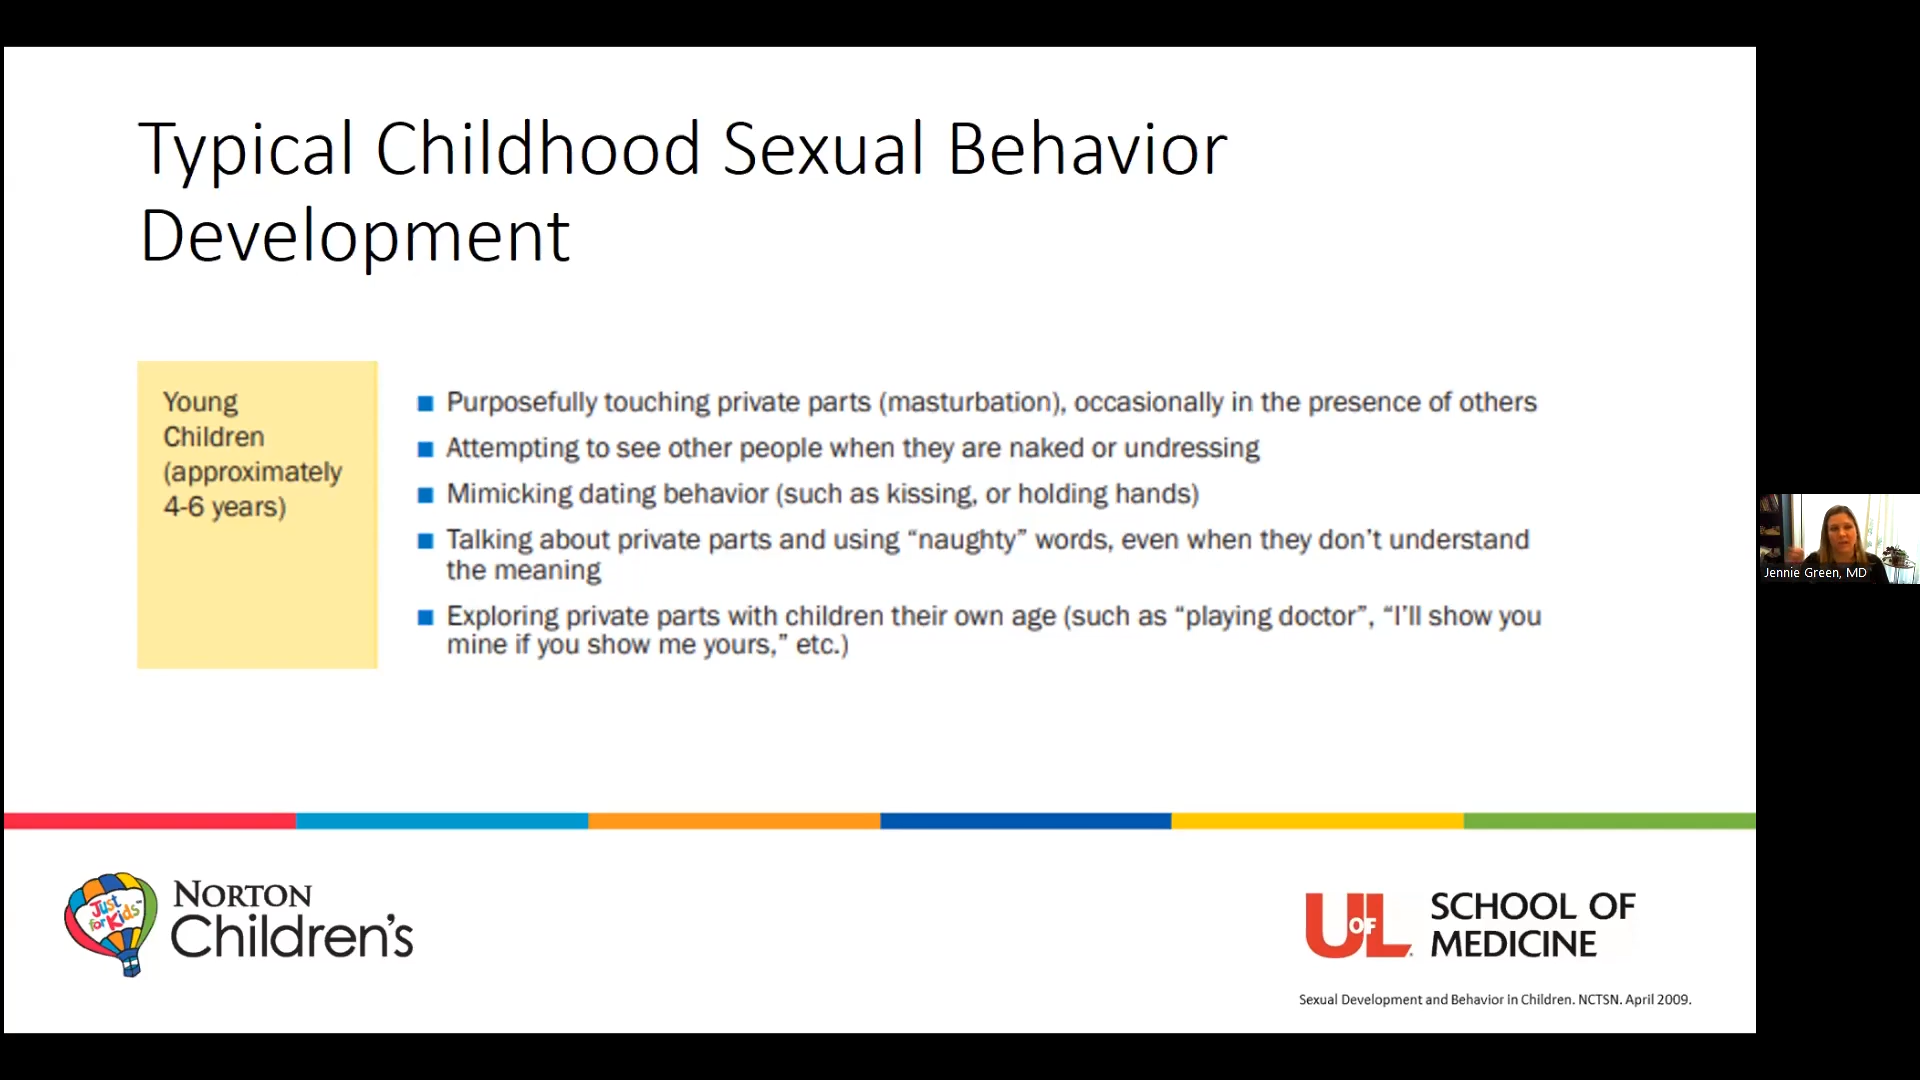 Typical Childhood Sexual Behavior
Development
Young
Children
(approximately
4-6 years)
Purposefully touching private parts (masturbation), occasionally in the presence of others
Attempting to see other people when they are naked or undressing
Mimicking dating behavior (such as kissing, or holding hands)
Talking about private parts and using “naughty” words, even when they don’t understand
the meaning
Exploring private parts with children their own age (such as “playing doctor”, “I’ll show you
mine if you show me yours,” etc.)
Jennie Green, MD
Just
for Kids™
NORTON
Children’s
U OF L
SCHOOL OF
MEDICINE
Sexual Development and Behavior in Children. NCTSN. April 2009.